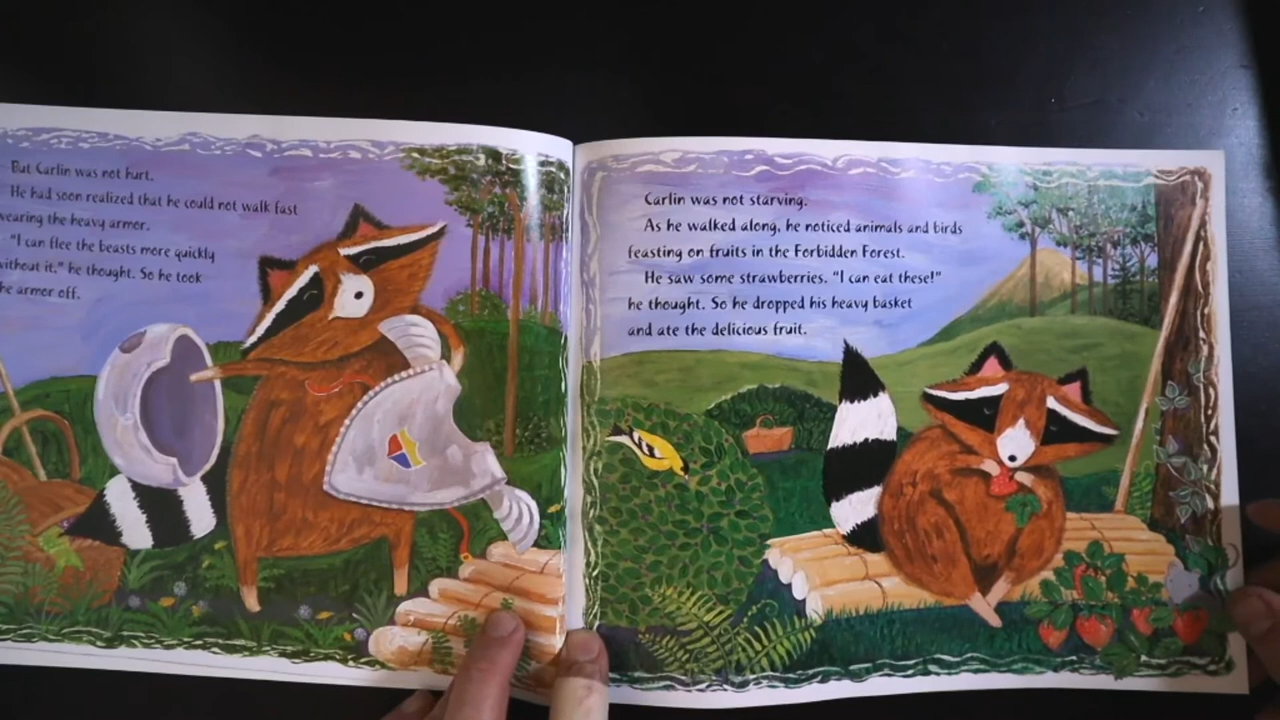 But Carlin was not hurt.
He had soon realized that he could not walk fast
wearing the heavy armor.
"I can flee the beasts more quickly
without it," he thought. So he took
he armor off.
Carlin was not starving.
As he walked along, he noticed animals and birds
feasting on fruits in the Forbidden Forest.
He saw some strawberries. "I can eat these!"
he thought. So he dropped his heavy basket
and ate the delicious fruit.